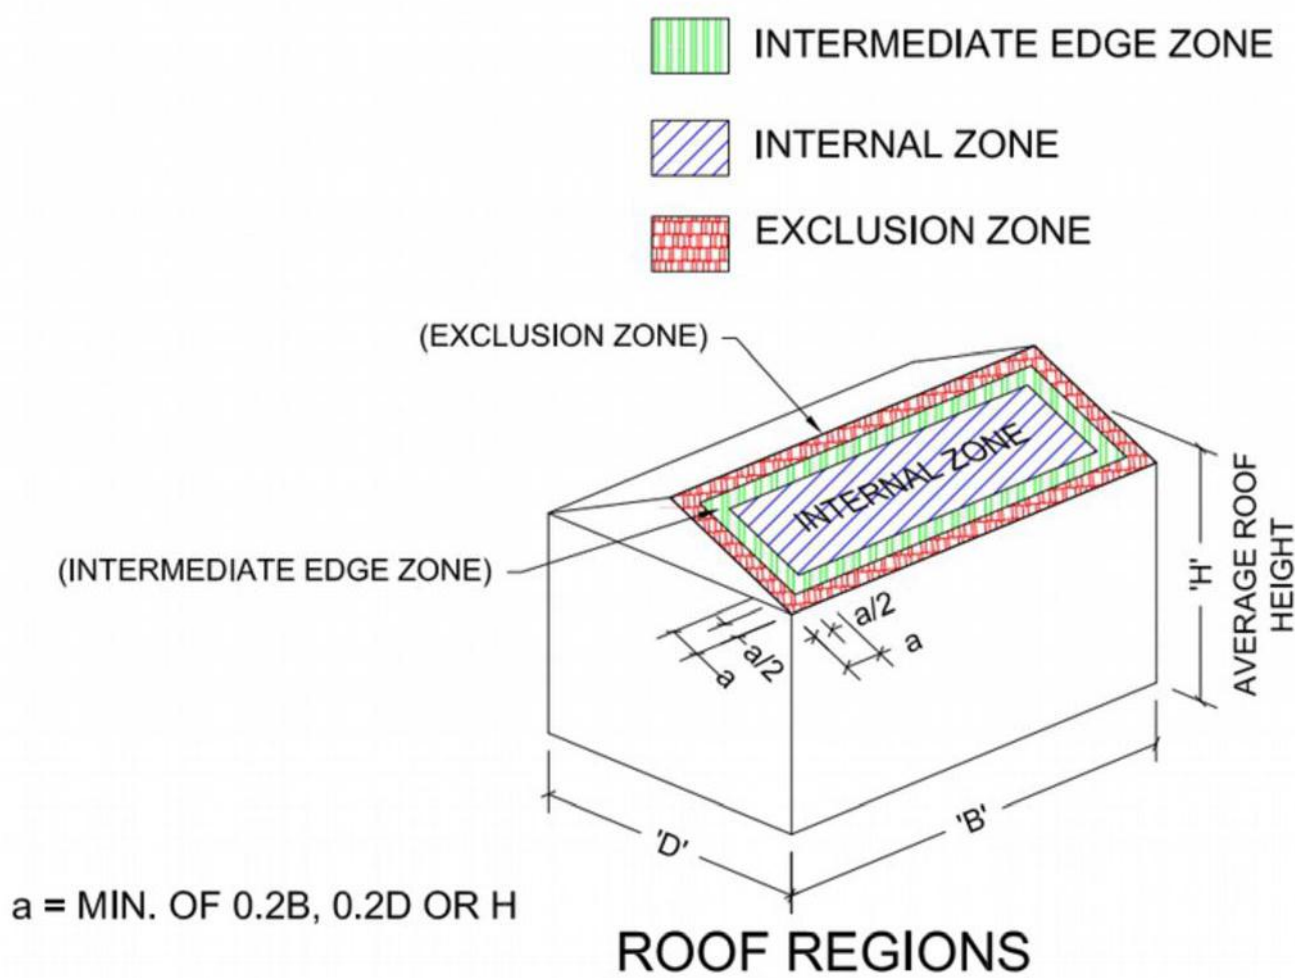 INTERMEDIATE EDGE ZONE
INTERNAL ZONE
EXCLUSION ZONE
(EXCLUSION ZONE)
INTERNAL ZONE
(INTERMEDIATE EDGE ZONE)
a/2
a
a/2
a
'H'
AVERAGE ROOF
HEIGHT
'D'
'B'
a = MIN. OF 0.2B, 0.2D OR H
ROOF REGIONS